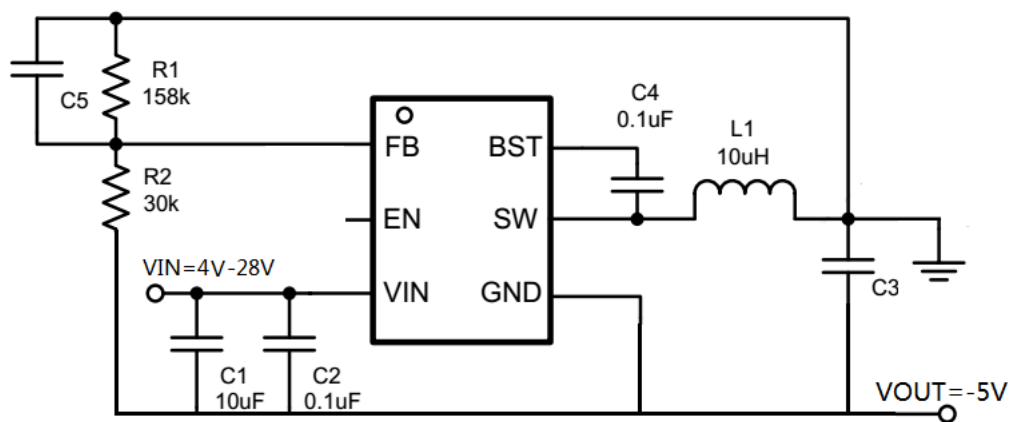 R1
158k
C5
R2
30k
FB
BST
EN
SW
VIN
GND
C4
0.1uF
L1
10uH
VIN=4V-28V
C1
10uF
C2
0.1uF
C3
VOUT=-5V